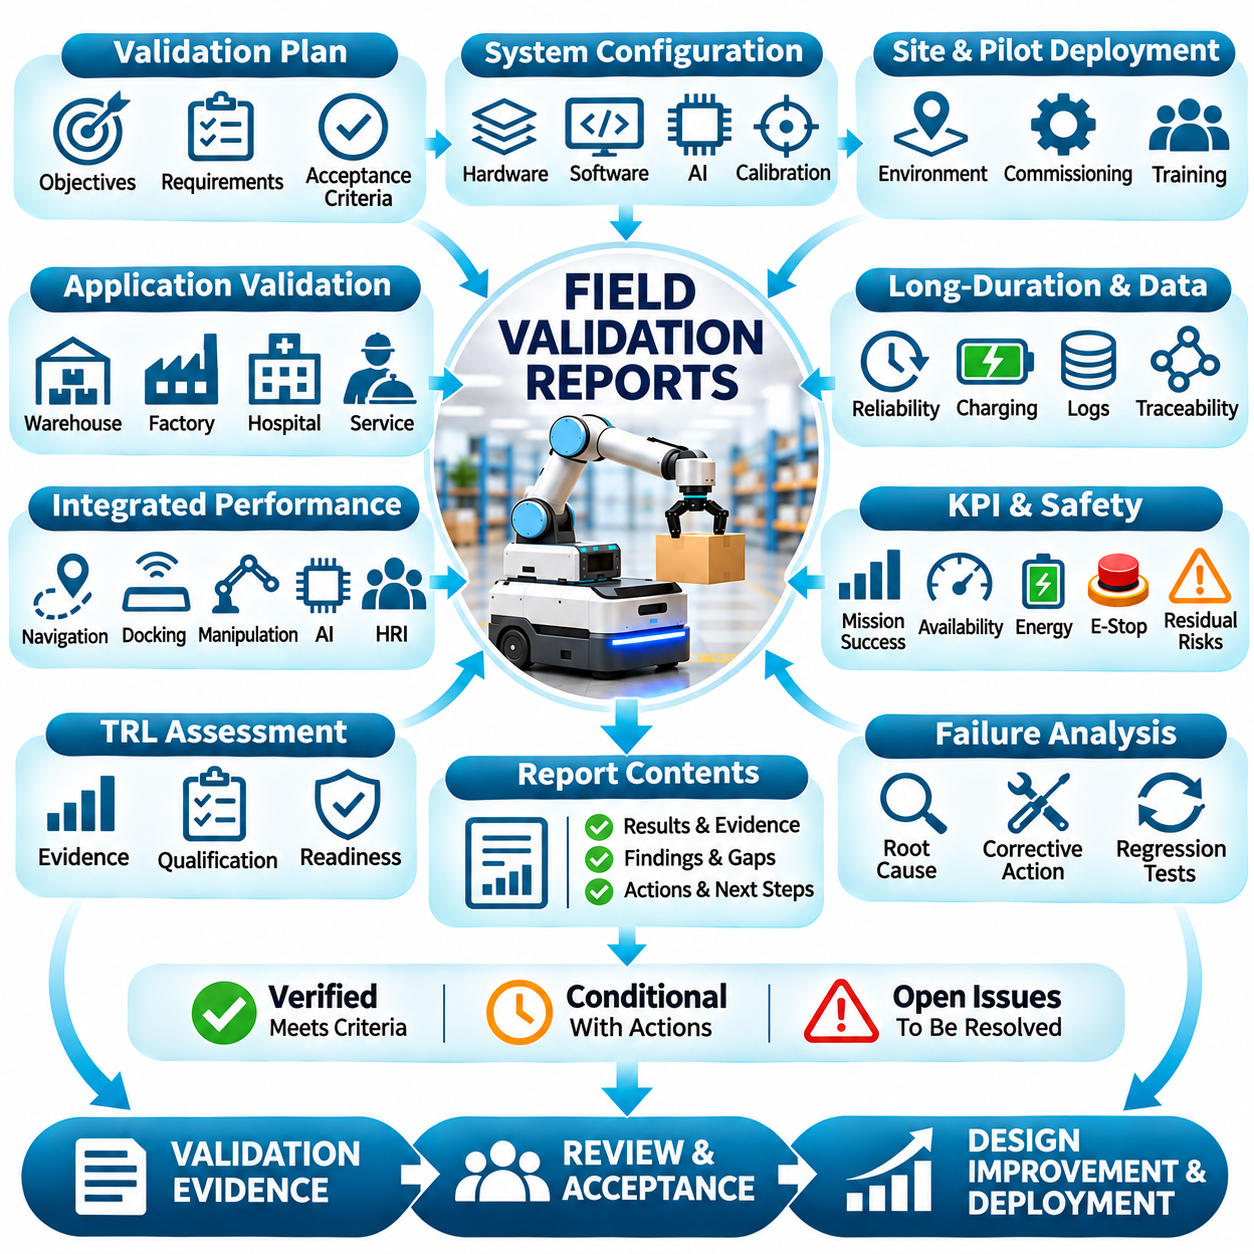 Validation Plan
Objectives
Requirements
Acceptance
Criteria
System Configuration
Hardware
Software
AI
Calibration
Site & Pilot Deployment
Environment
Commissioning
Training
FIELD
VALIDATION
REPORTS
Application Validation
Warehouse
Factory
Hospital
Service
Long-Duration & Data
Reliability
Charging
Logs
Traceability
Integrated Performance
Navigation
Docking
Manipulation
AI
HRI
KPI & Safety
Mission
Success
Availability
Energy
E-Stop
Residual
Risks
TRL Assessment
Evidence
Qualification
Readiness
Report Contents
Results & Evidence
Findings & Gaps
Actions & Next Steps
Failure Analysis
Root
Cause
Corrective
Action
Regression
Tests
Verified
Meets Criteria
Conditional
With Actions
Open Issues
To Be Resolved
VALIDATION
EVIDENCE
REVIEW &
ACCEPTANCE
DESIGN
IMPROVEMENT &
DEPLOYMENT